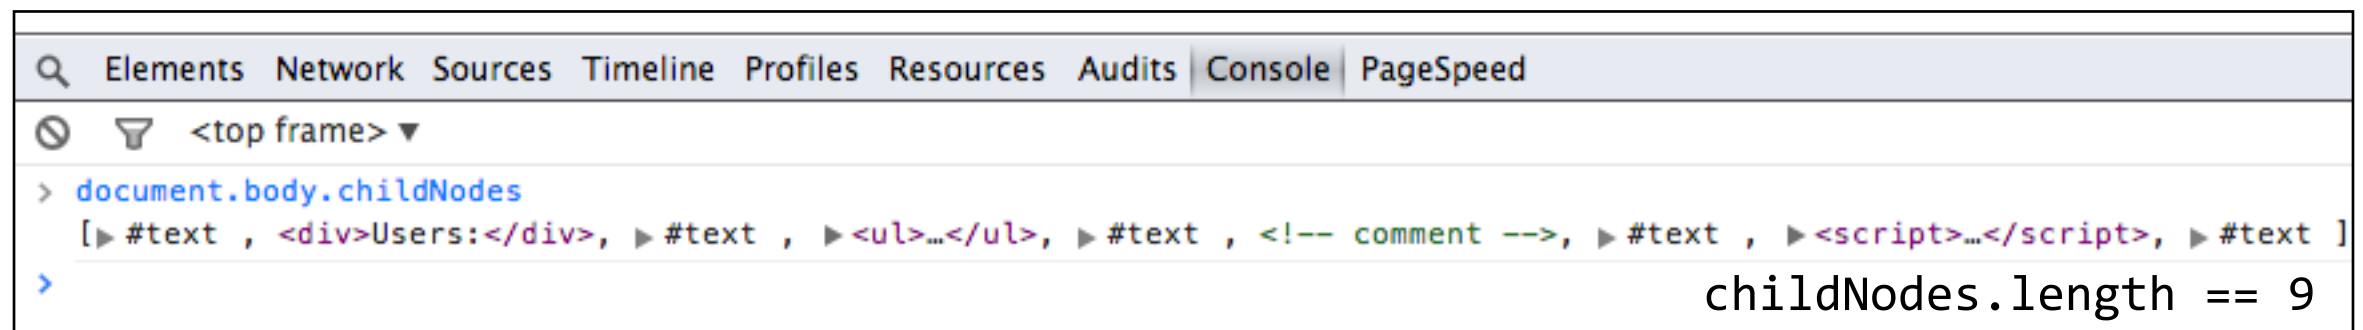 Elements Network Sources Timeline Profiles Resources Audits Console PageSpeed
<top frame> ▼
> document.body.childNodes
[▶ #text , <div>Users:</div>, ▶ #text , ▶ <ul>…</ul>, ▶ #text , <!-- comment -->, ▶ #text , ▶ <script>…</script>, ▶ #text ]
>
childNodes.length == 9